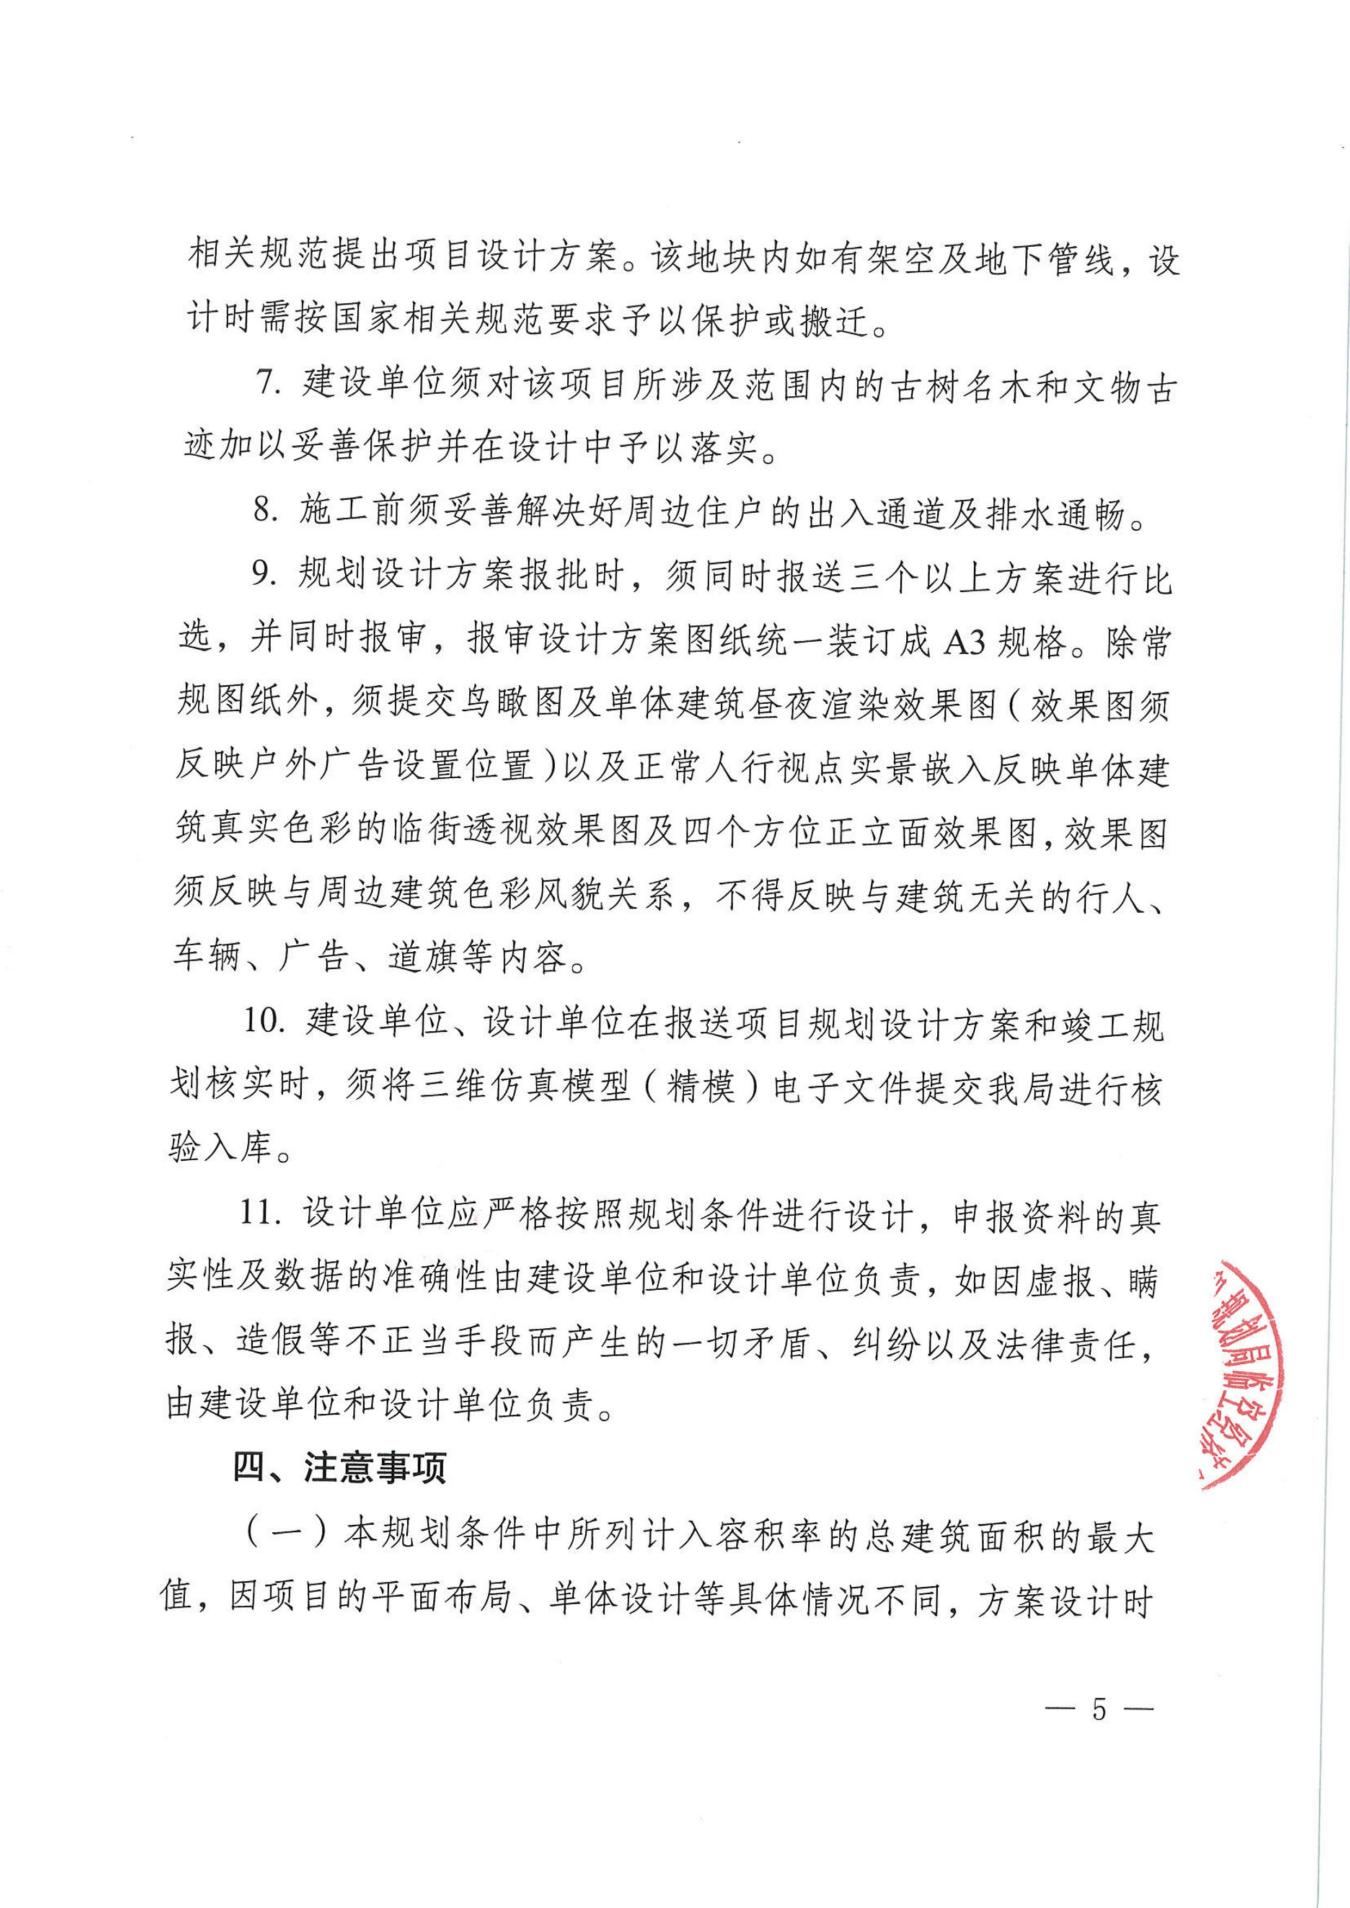 相关规范提出项目设计方案。该地块内如有架空及地下管线，设
计时需按国家相关规范要求予以保护或搬迁。
7. 建设单位须对该项目所涉及范围内的古树名木和文物古
迹加以妥善保护并在设计中予以落实。
8. 施工前须妥善解决好周边住户的出入通道及排水通畅。
9. 规划设计方案报批时，须同时报送三个以上方案进行比
选，并同时报审，报审设计方案图纸统一装订成 A3 规格。除常
规图纸外，须提交鸟瞰图及单体建筑昼夜渲染效果图（效果图须
反映户外广告设置位置）以及正常人行视点实景嵌入反映单体建
筑真实色彩的临街透视效果图及四个方位正立面效果图，效果图
须反映与周边建筑色彩风貌关系，不得反映与建筑无关的行人、
车辆、广告、道旗等内容。
10. 建设单位、设计单位在报送项目规划设计方案和竣工规
划核实时，须将三维仿真模型（精模）电子文件提交我局进行核
验入库。
11. 设计单位应严格按照规划条件进行设计，申报资料的真
实性及数据的准确性由建设单位和设计单位负责，如因虚报、瞒
报、造假等不正当手段而产生的一切矛盾、纠纷以及法律责任，
由建设单位和设计单位负责。
四、注意事项
（一）本规划条件中所列计入容积率的总建筑面积的最大
值，因项目的平面布局、单体设计等具体情况不同，方案设计时
划局临空经济
— 5 —